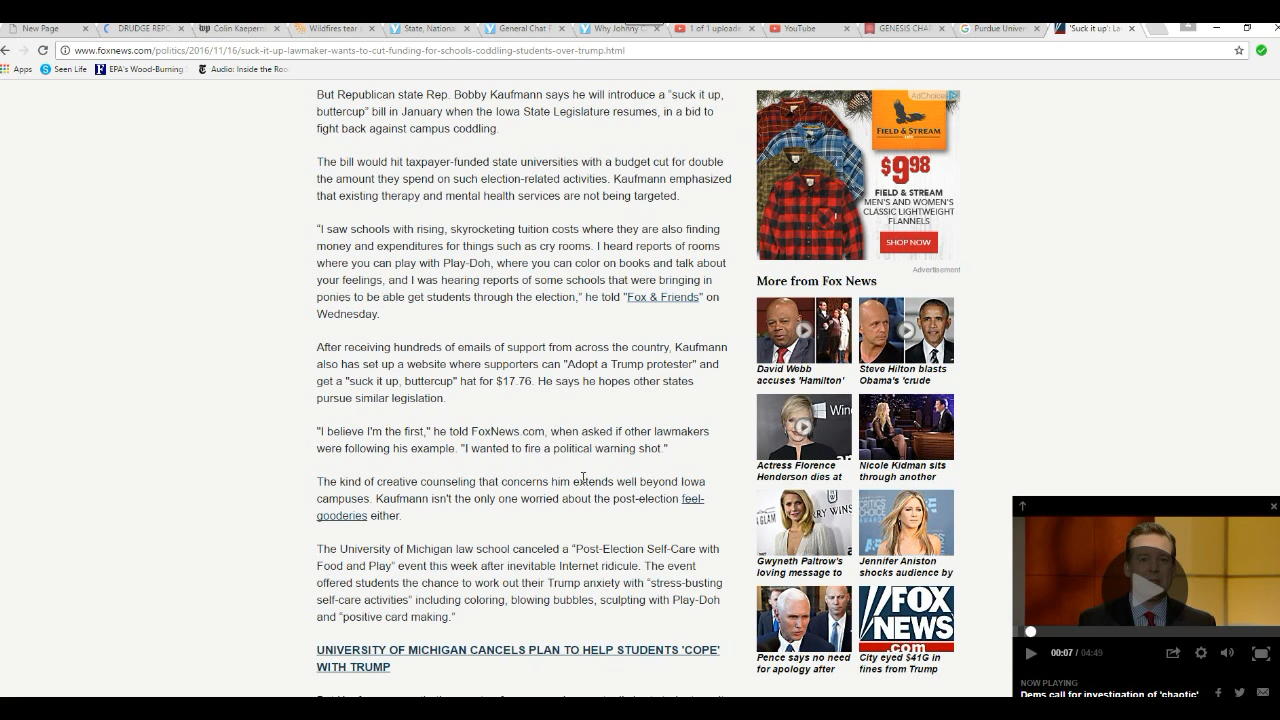 New Page
DRUDGE REPO
Colin Kaepern
Wildfires tear
State, Nationa
General Chat F
Why Johnny C
1 of 1 uploade
YouTube
GENESIS CHA
Purdue Univer
'Suck it up': La
www.foxnews.com/politics/2016/11/16/suck-it-up-lawmaker-wants-to-cut-funding-for-schools-coddling-students-over-trump.html
Apps
Seen Life
EPA's Wood-Burning
Audio: Inside the Roo
But Republican state Rep. Bobby Kaufmann says he will introduce a “suck it up,
buttercup” bill in January when the Iowa State Legislature resumes, in a bid to
fight back against campus coddling.
The bill would hit taxpayer-funded state universities with a budget cut for double
the amount they spend on such election-related activities. Kaufmann emphasized
that existing therapy and mental health services are not being targeted.
“I saw schools with rising, skyrocketing tuition costs where they are also finding
money and expenditures for things such as cry rooms. I heard reports of rooms
where you can play with Play-Doh, where you can color on books and talk about
your feelings, and I was hearing reports of some schools that were bringing in
ponies to be able get students through the election,” he told "Fox & Friends" on
Wednesday.
After receiving hundreds of emails of support from across the country, Kaufmann
also has set up a website where supporters can "Adopt a Trump protester" and
get a "suck it up, buttercup" hat for $17.76. He says he hopes other states
pursue similar legislation.
"I believe I'm the first," he told FoxNews.com, when asked if other lawmakers
were following his example. "I wanted to fire a political warning shot."
The kind of creative counseling that concerns him extends well beyond Iowa
campuses. Kaufmann isn't the only one worried about the post-election feel-
gooderies either.
The University of Michigan law school canceled a “Post-Election Self-Care with
Food and Play” event this week after inevitable Internet ridicule. The event
offered students the chance to work out their Trump anxiety with “stress-busting
self-care activities” including coloring, blowing bubbles, sculpting with Play-Doh
and “positive card making.”
UNIVERSITY OF MICHIGAN CANCELS PLAN TO HELP STUDENTS 'COPE'
WITH TRUMP
AdChoices
FIELD & STREAM
$9.98
FIELD & STREAM
MEN'S AND WOMEN'S
CLASSIC LIGHTWEIGHT
FLANNELS
SHOP NOW
Advertisement
More from Fox News
David Webb
accuses 'Hamilton'
Steve Hilton blasts
Obama's 'crude
Win
Actress Florence
Henderson dies at
Nicole Kidman sits
through another
GLAM
RRY WINS
CRITICS
CHOICE
Gwyneth Paltrow's
loving message to
Jennifer Aniston
shocks audience by
FOX
NEWS
.com
Pence says no need
for apology after
City eyed $41G in
fines from Trump
00:07 / 04:49
NOW PLAYING
Dems call for investigation of 'chaotic'